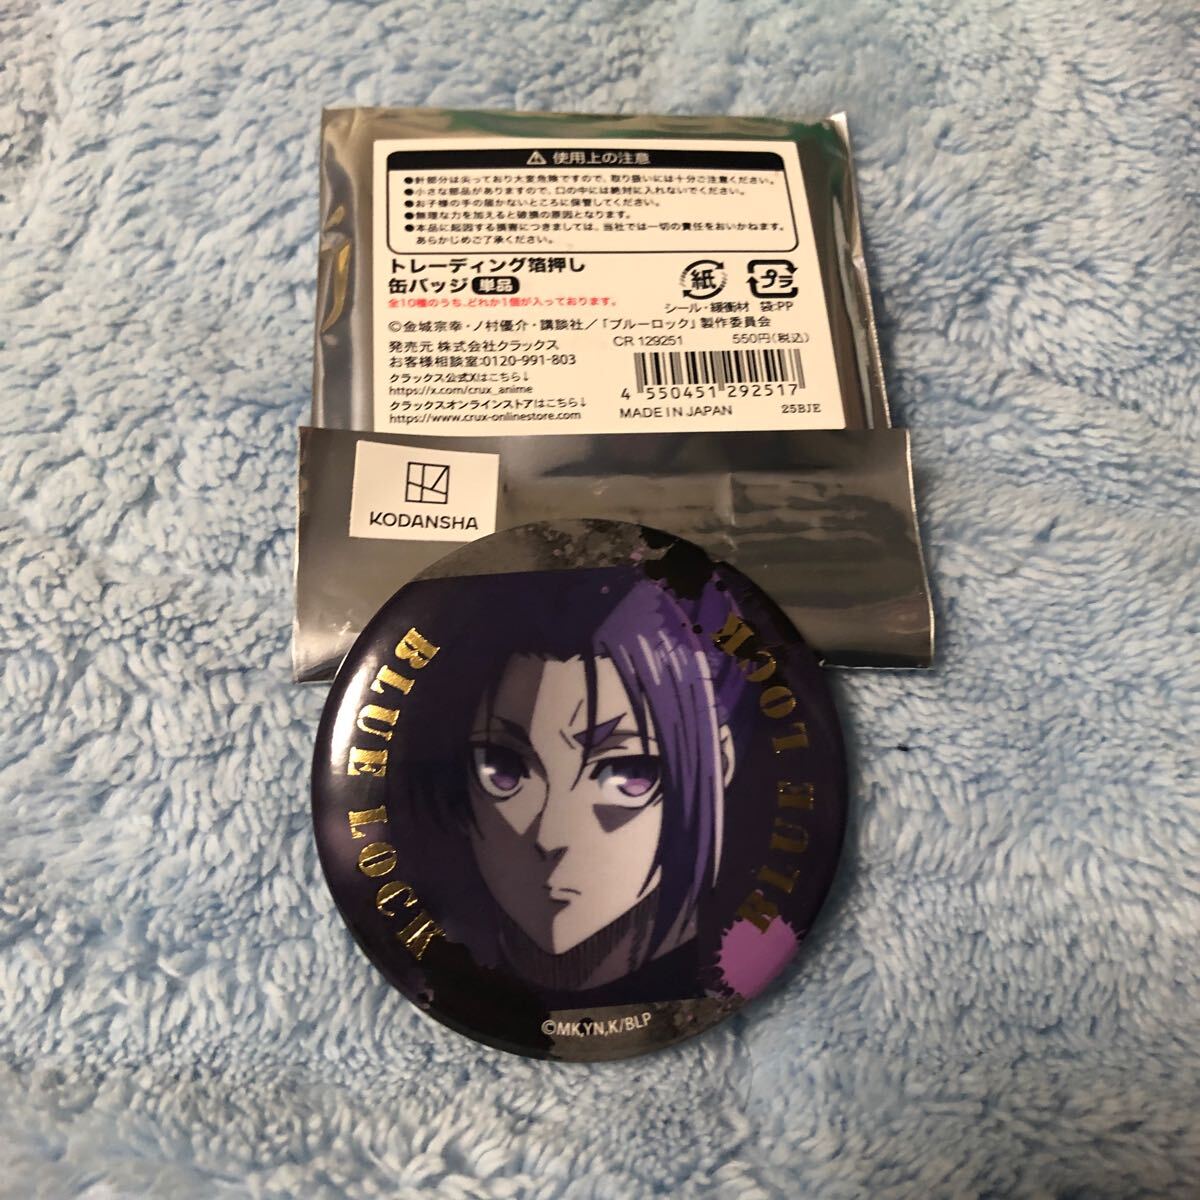 ⚠ 使用上の注意
●針部分は尖っており大変危険ですので、取り扱いには十分ご注意ください。
●小さな部品がありますので、口の中には絶対に入れないでください。
●お子様の手の届かないところに保管してください。
●無理な力を加えると破損の原因となります。
●本品に起因する損害につきましては、当社では一切の責任をおいかねます。
あらかじめご了承ください。
トレーディング箔押し
缶バッジ 単品
全10種のうち、どれか1個が入っております。
紙
プラ
シール・緩衝材 袋:PP
©金城宗幸・ノ村優介・講談社/「ブルーロック」製作委員会
発売元 株式会社クラックス
CR 129251 550円(税込)
お客様相談室:0120-991-803
クラックス公式Xはこちら↓
https://x.com/crux_anime
クラックスオンラインストアはこちら↓
https://www.crux-onlinestore.com
4 550451 292517
MADE IN JAPAN 25BJE
KODANSHA
BLUE LOCK
BLUE LOCK
©MK,YN,K/BLP